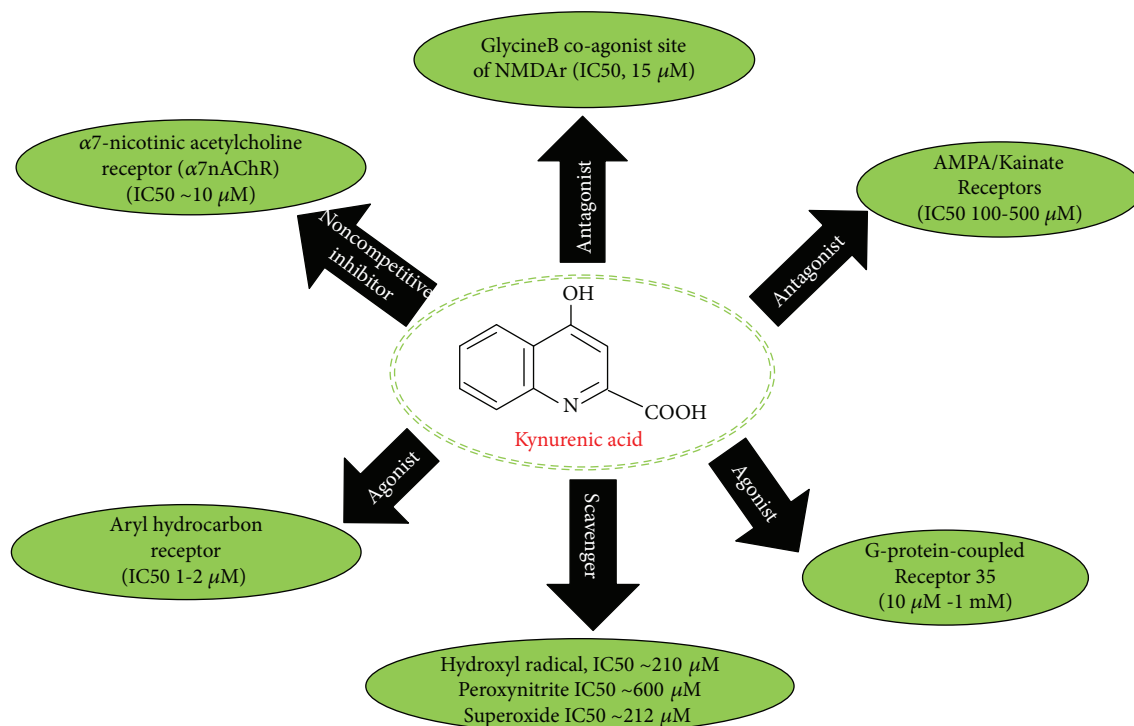 GlycineB co-agonist site
of NMDAr (IC50, 15 μM)
α7-nicotinic acetylcholine
receptor (α7nAChR)
(IC50 ~10 μM)
AMPA/Kainate
Receptors
(IC50 100-500 μM)
Noncompetitive
inhibitor
Antagonist
Antagonist
OH
N
COOH
Kynurenic acid
Agonist
Scavenger
Agonist
Aryl hydrocarbon
receptor
(IC50 1-2 μM)
G-protein-coupled
Receptor 35
(10 μM -1 mM)
Hydroxyl radical, IC50 ~210 μM
Peroxynitrite IC50 ~600 μM
Superoxide IC50 ~212 μM